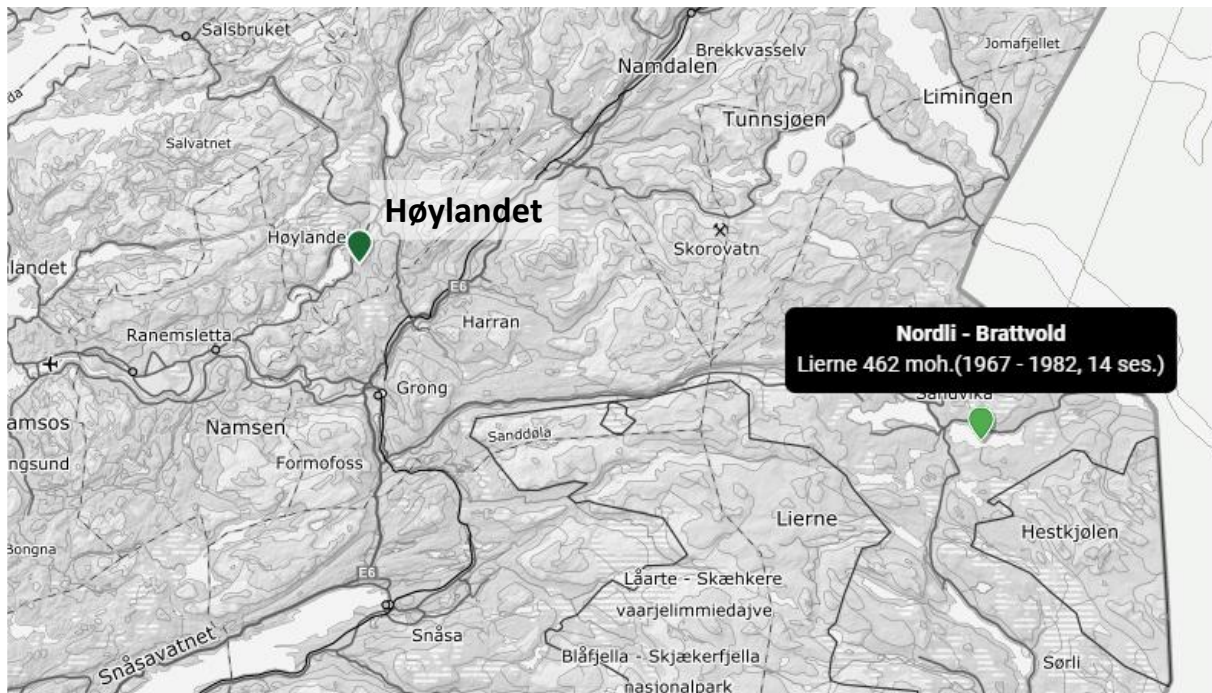 Salsbruket
Brekkvasselv
Jomafjellet
Namdalen
Limingen
Tunnsjøen
Salvatnet
Høylandet
Høylande
Skorovatn
landet
E6
Harran
Ranemsletta
Nordli - Brattvold
Lierne 462 moh.(1967 - 1982, 14 ses.)
Sandvika
Grong
amsos
Namsen
Sanddøla
ngsund
Formofoss
Lierne
Hestkjølen
Bongna
E6
Låarte - Skæhkere
vaarjelimmiedajve
Snåsa
Snåsavatnet
Blåfjella - Skjækerfjella
nasjonalpark
Sørli